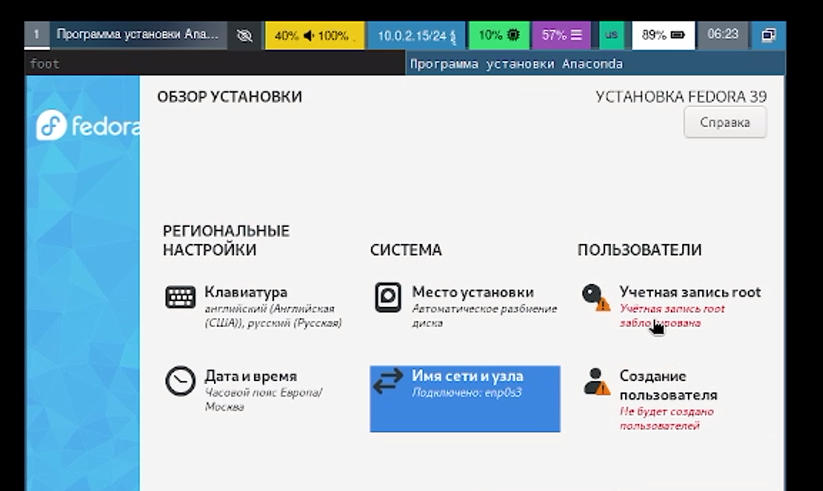 1 Программа установки Ana... 40% 100% 10.0.2.15/24 10% 57% us 89% 06:23
foot Программа установки Anaconda
ОБЗОР УСТАНОВКИ
УСТАНОВКА FEDORA 39
fedora
Справка
РЕГИОНАЛЬНЫЕ
НАСТРОЙКИ
Клавиатура
английский (Английская
(США)), русский (Русская)
Дата и время
Часовой пояс Европа/
Москва
СИСТЕМА
Место установки
Автоматическое разбиение
диска
Имя сети и узла
Подключено: enp0s3
ПОЛЬЗОВАТЕЛИ
Учетная запись root
Учётная запись root
заблокирована
Создание
пользователя
Не будет создано
пользователей